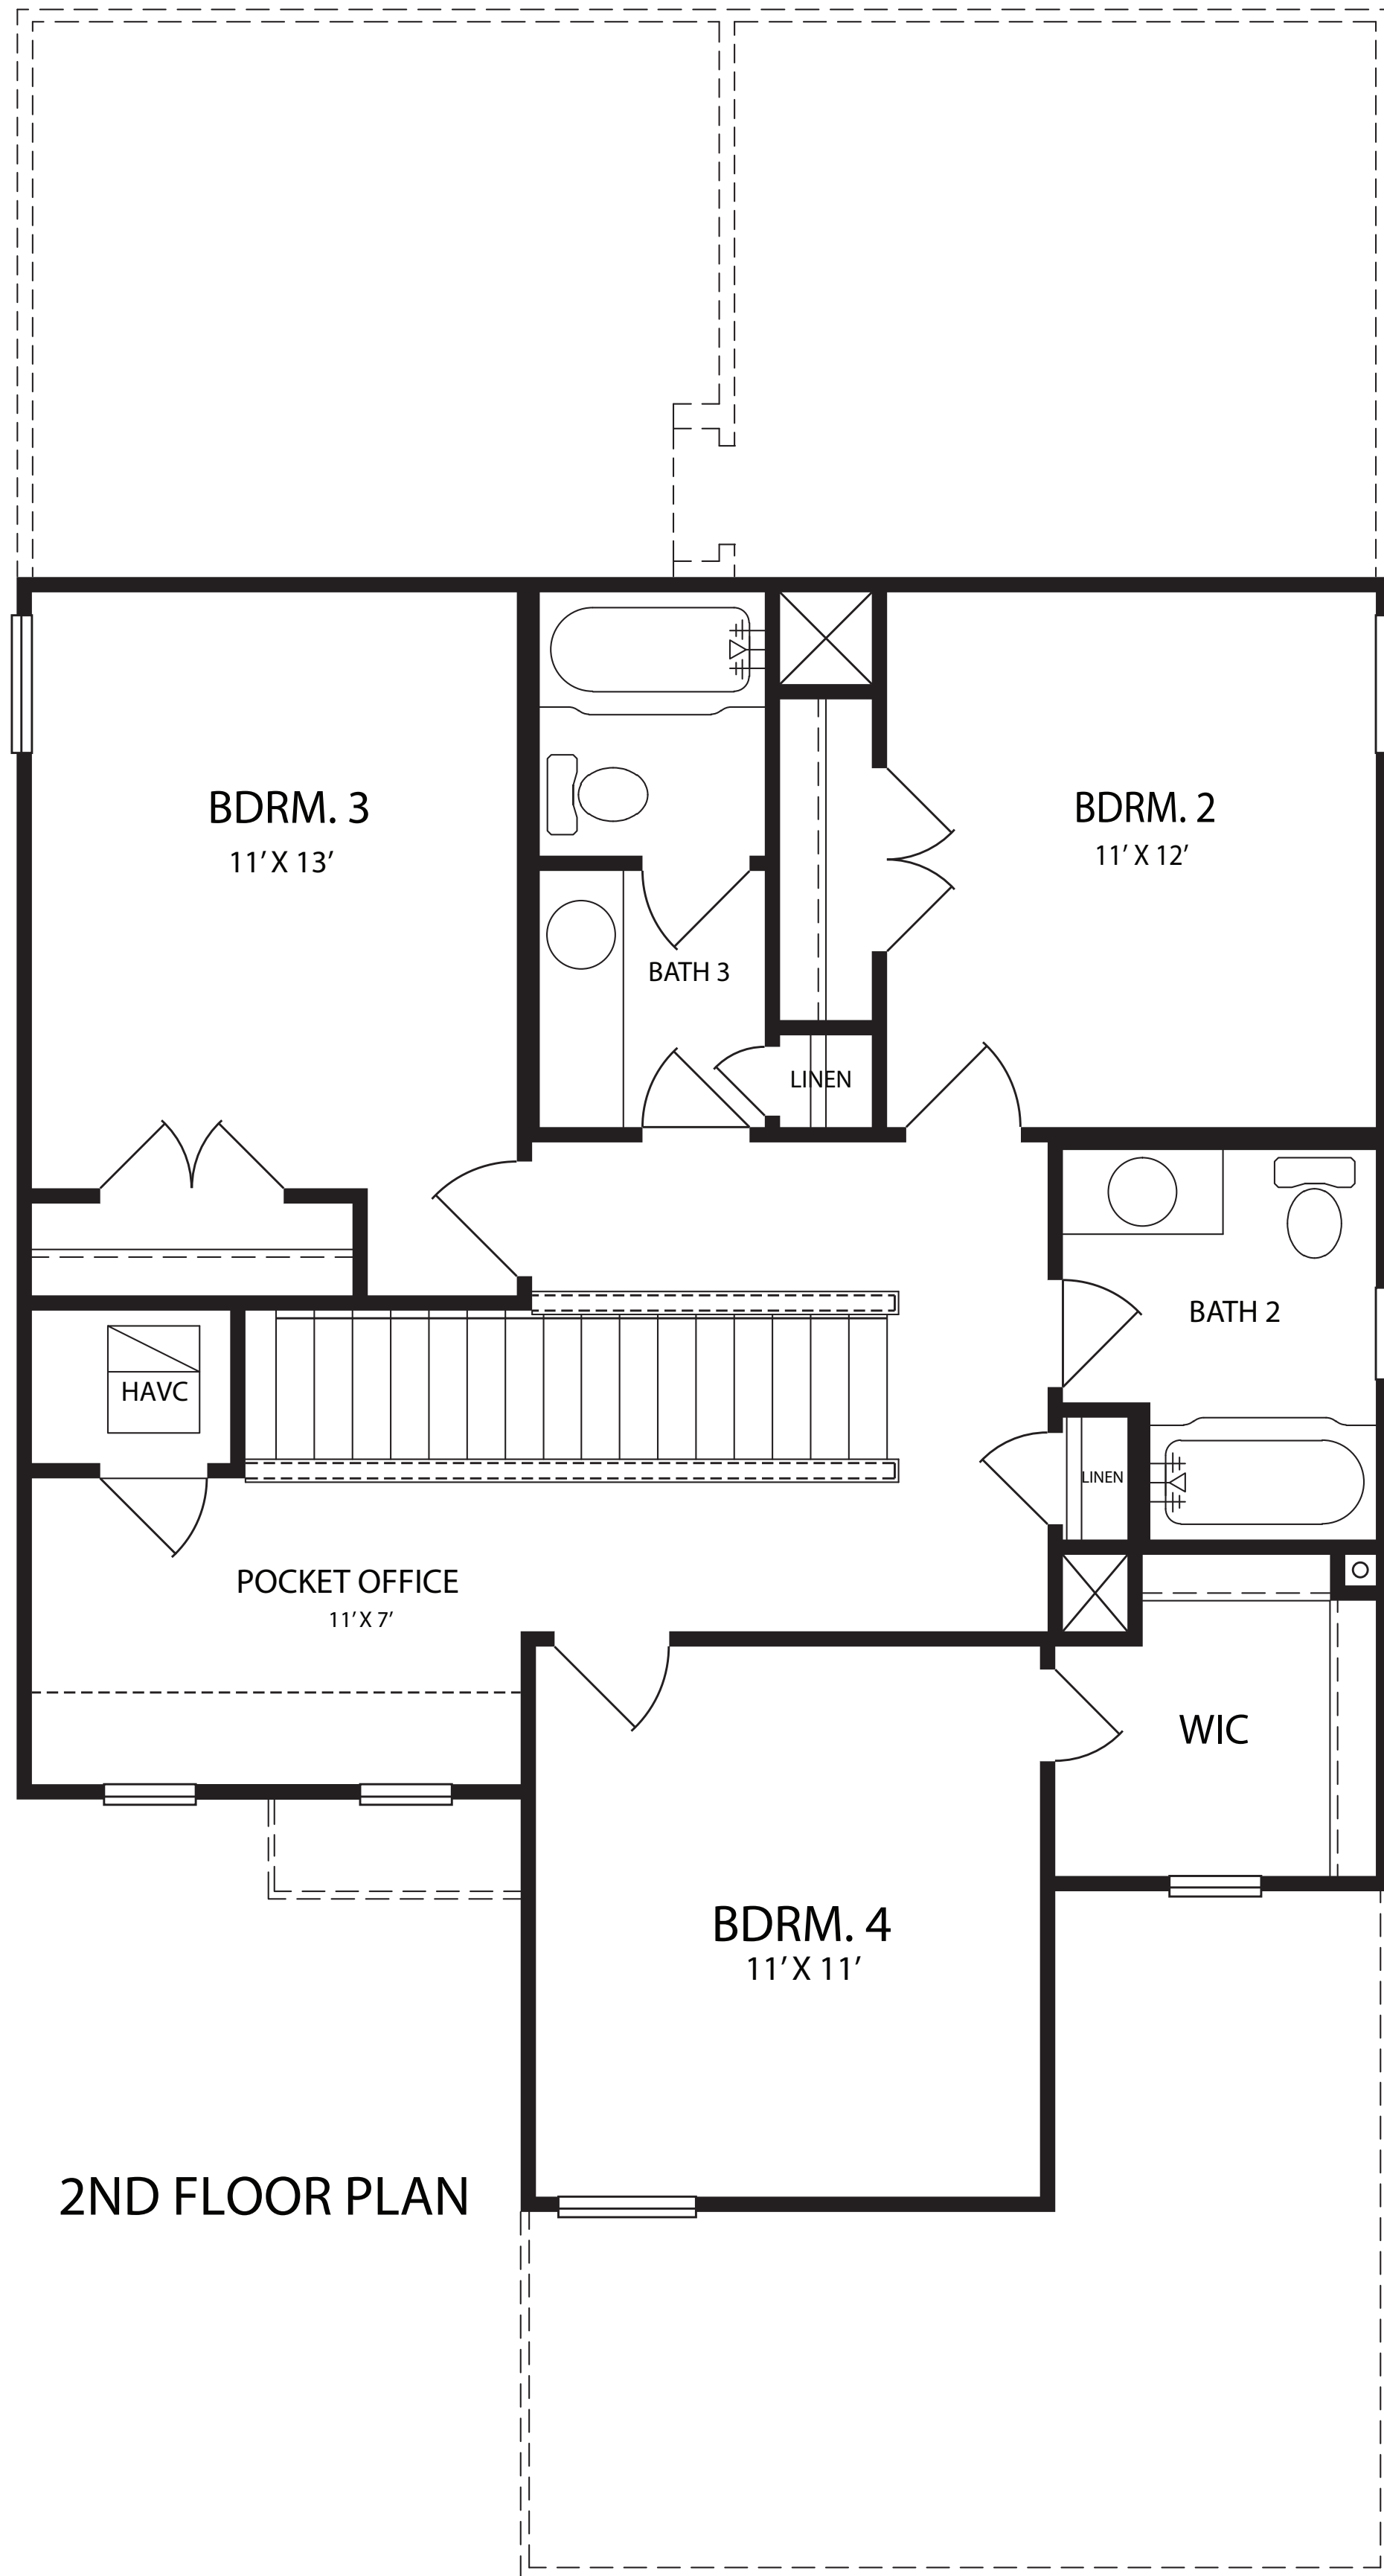 BDRM. 3
11' X 13'
BDRM. 2
11' X 12'
BATH 3
LINEN
BATH 2
HAVC
LINEN
POCKET OFFICE
11' X 7'
WIC
BDRM. 4
11' X 11'
2ND FLOOR PLAN